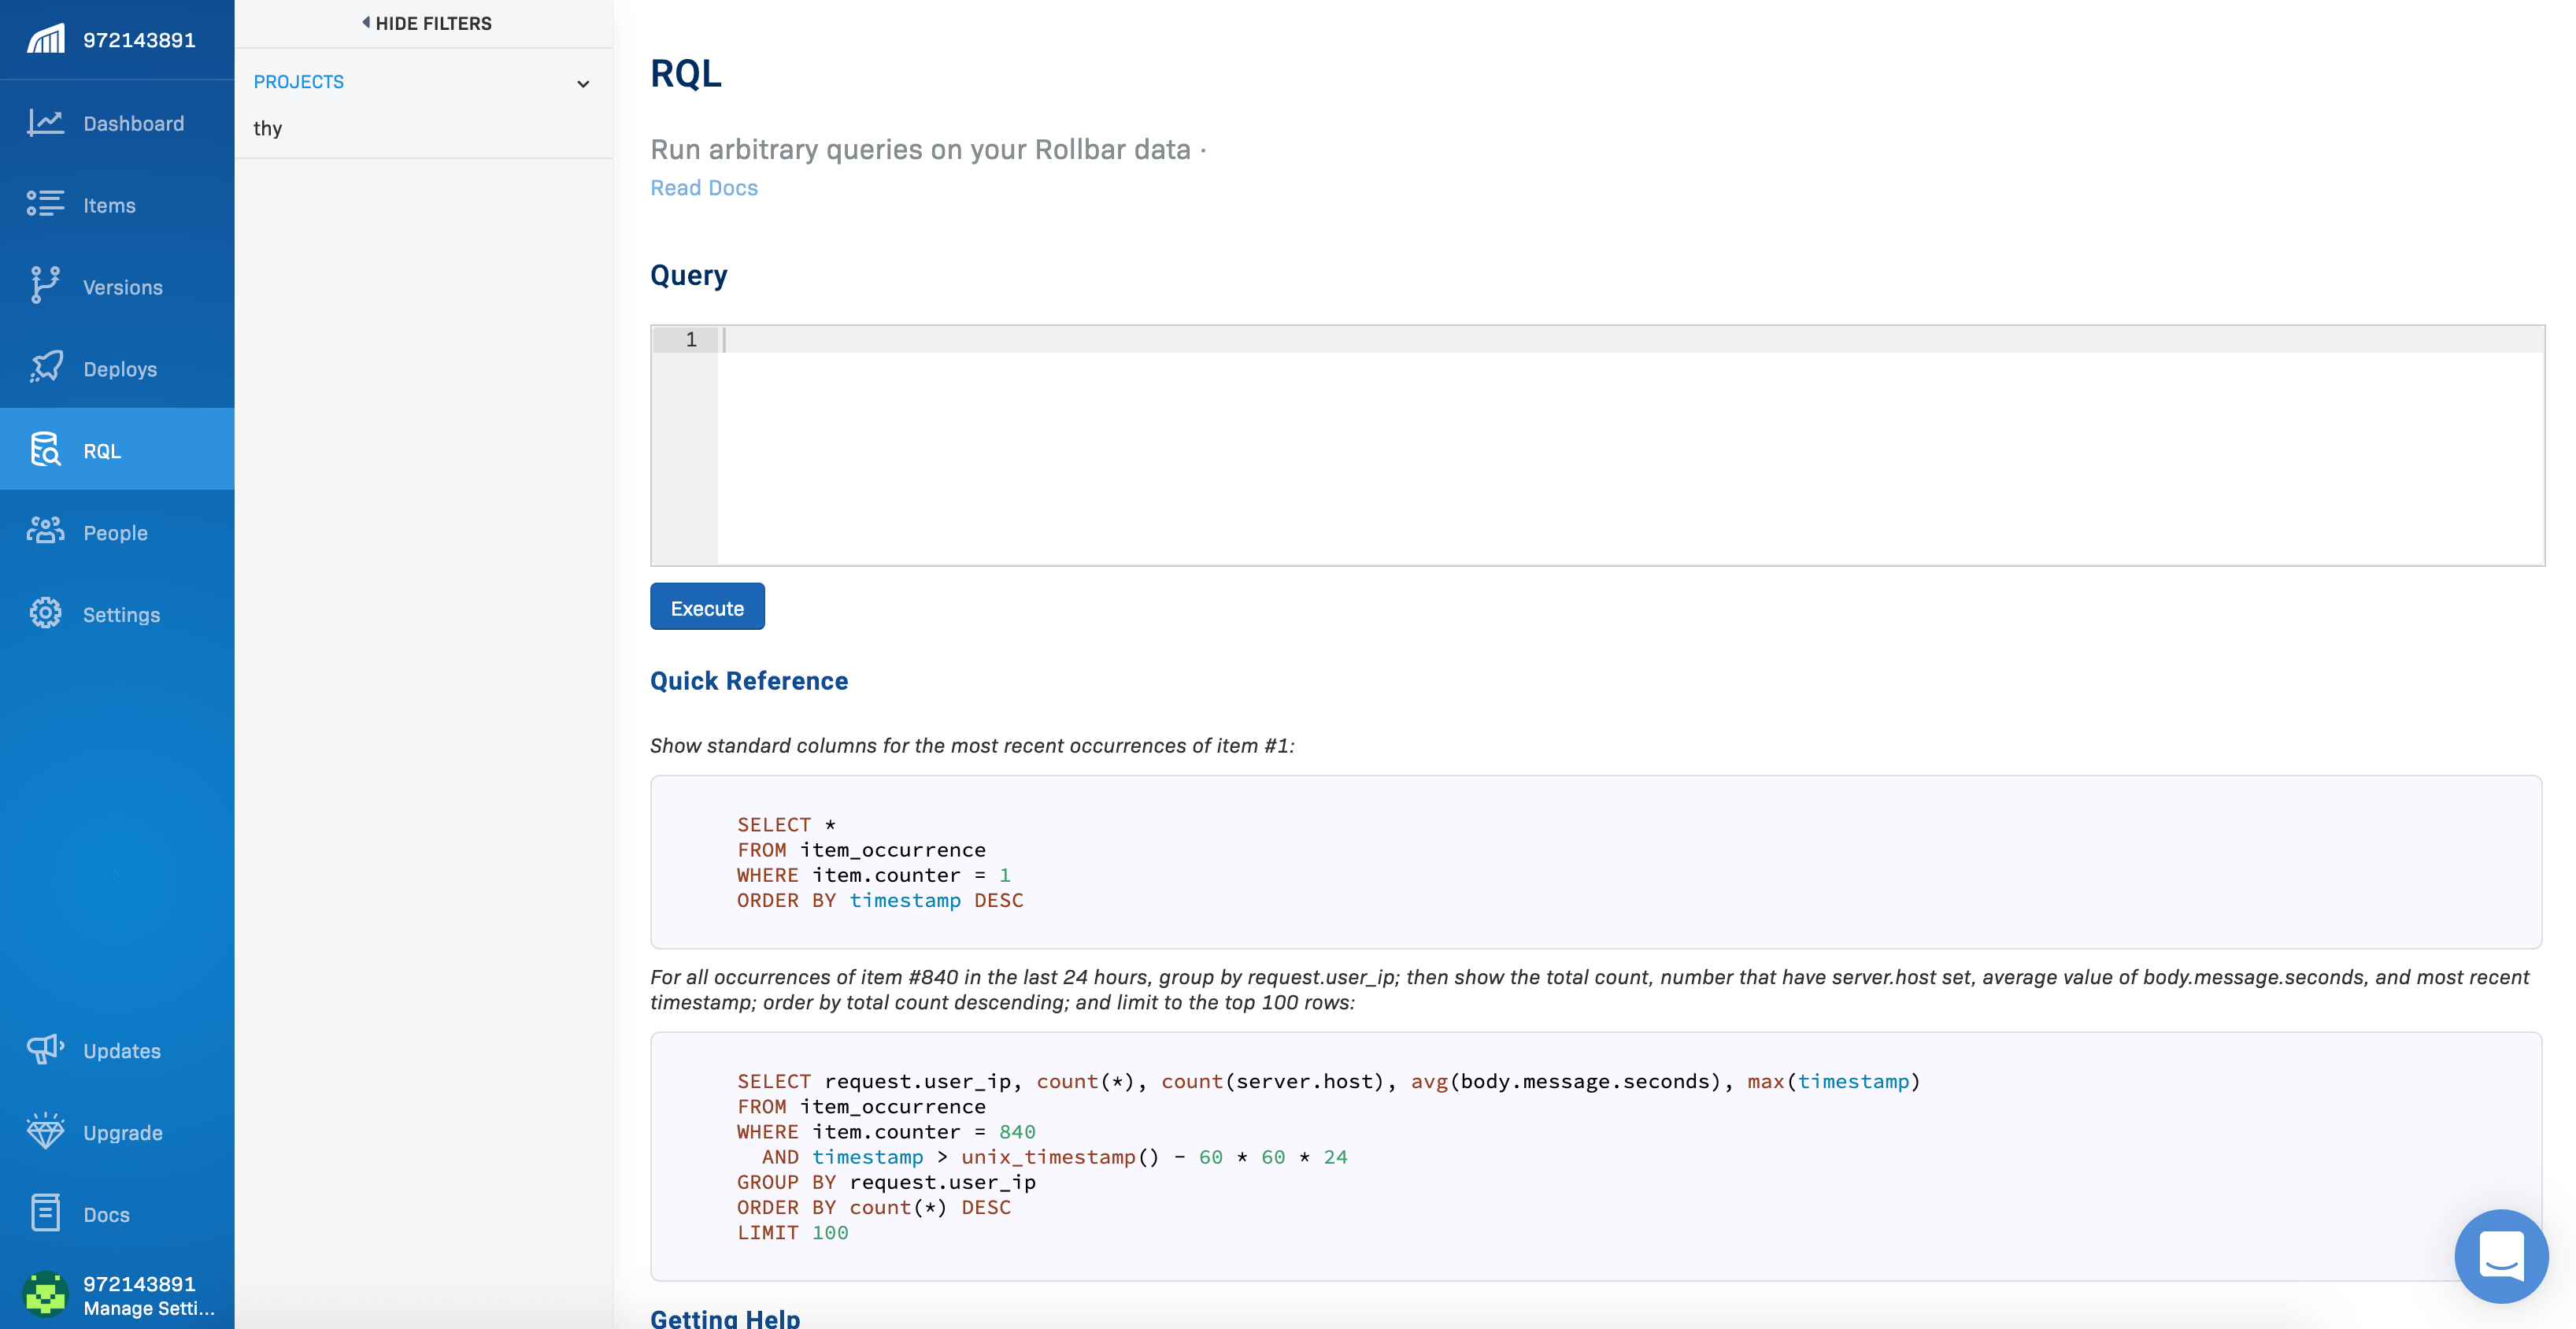 972143891
Dashboard
Items
Versions
Deploys
RQL
People
Settings
Updates
Upgrade
Docs
972143891
Manage Setti...
HIDE FILTERS
PROJECTS
thy
RQL
Run arbitrary queries on your Rollbar data ·
Read Docs
Query
1
Execute
Quick Reference
Show standard columns for the most recent occurrences of item #1:
SELECT *
FROM item_occurrence
WHERE item.counter = 1
ORDER BY timestamp DESC
For all occurrences of item #840 in the last 24 hours, group by request.user_ip; then show the total count, number that have server.host set, average value of body.message.seconds, and most recent
timestamp; order by total count descending; and limit to the top 100 rows:
SELECT request.user_ip, count(*), count(server.host), avg(body.message.seconds), max(timestamp)
FROM item_occurrence
WHERE item.counter = 840
  AND timestamp > unix_timestamp() - 60 * 60 * 24
GROUP BY request.user_ip
ORDER BY count(*) DESC
LIMIT 100
Getting Help